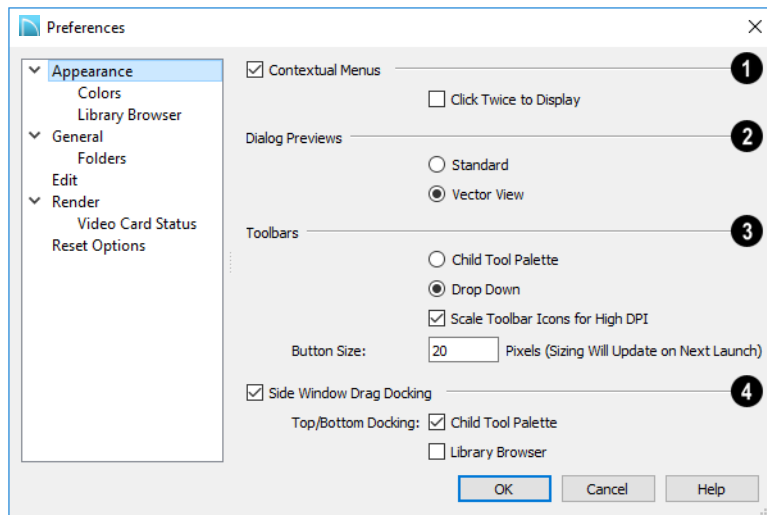 Preferences
Appearance
Colors
Library Browser
General
Folders
Edit
Render
Video Card Status
Reset Options
Contextual Menus 1
Click Twice to Display
Dialog Previews 2
Standard
Vector View
Toolbars 3
Child Tool Palette
Drop Down
Scale Toolbar Icons for High DPI
Button Size: 20 Pixels (Sizing Will Update on Next Launch)
Side Window Drag Docking 4
Top/Bottom Docking: Child Tool Palette
Library Browser
OK Cancel Help